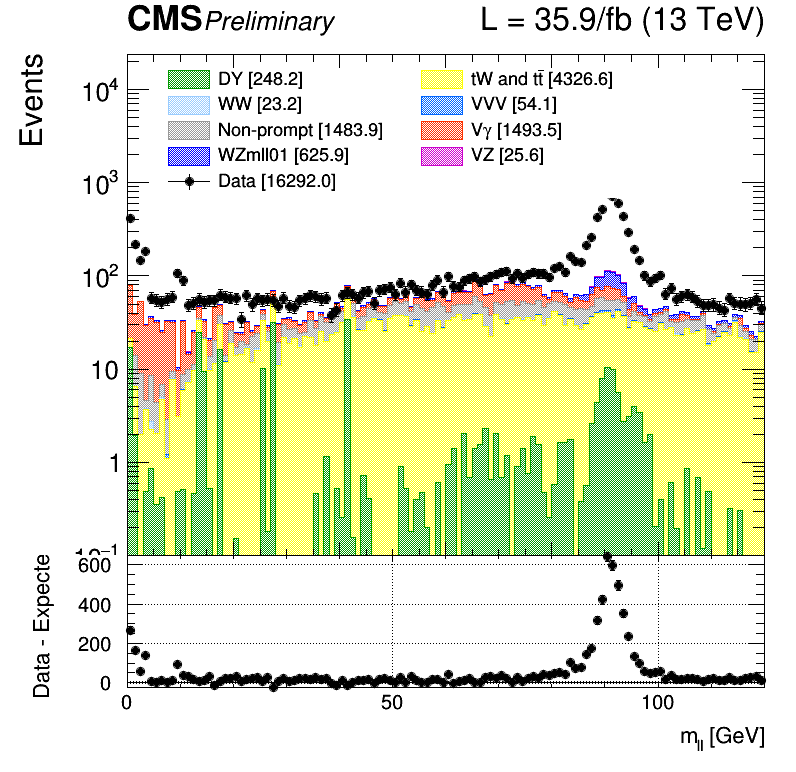 CMS Preliminary L = 35.9/fb (13 TeV)
Events
DY [248.2] tW and tt̄ [4326.6]
WW [23.2] VVV [54.1]
Non-prompt [1483.9] Vγ [1493.5]
WZmll01 [625.9] VZ [25.6]
Data [16292.0]
10⁴
10³
10²
10
1
Data - Expecte
600
400
200
0
0 50 100
m_ll [GeV]